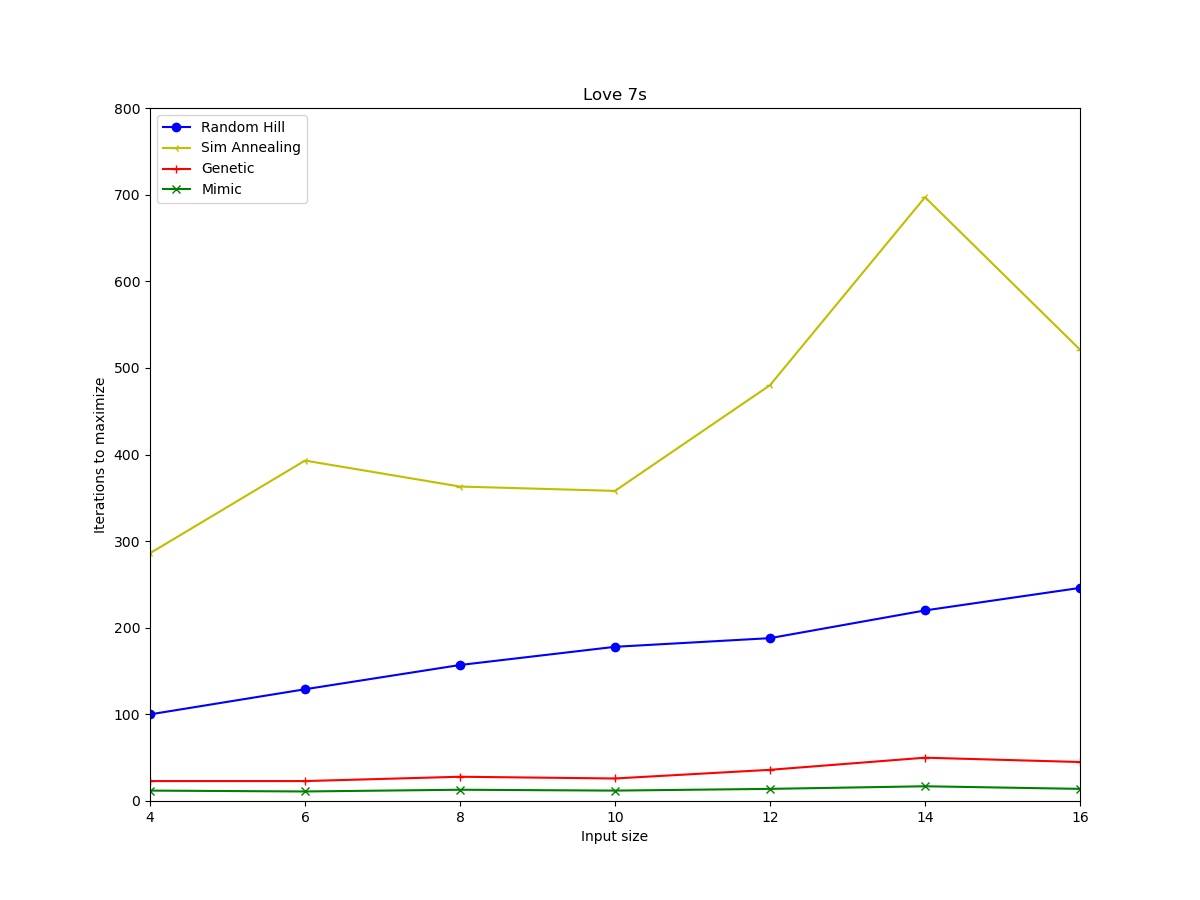 Love 7s
800
700
600
500
400
300
200
100
0
Iterations to maximize
Random Hill
Sim Annealing
Genetic
Mimic
4 6 8 10 12 14 16
Input size